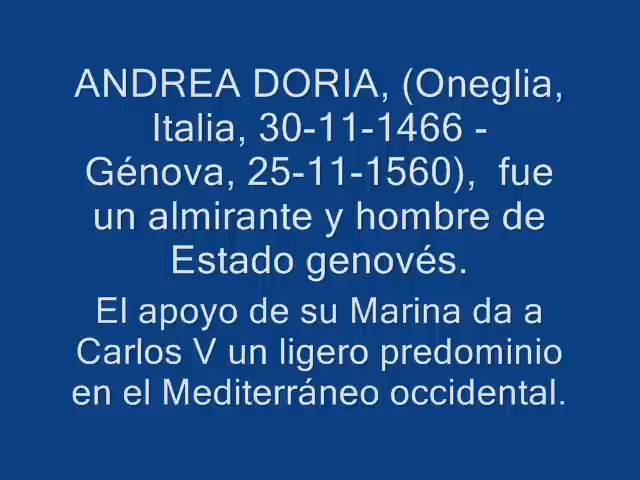 ANDREA DORIA, (Oneglia,
Italia, 30-11-1466 -
Génova, 25-11-1560),  fue
un almirante y hombre de
Estado genovés.
El apoyo de su Marina da a
Carlos V un ligero predominio
en el Mediterráneo occidental.